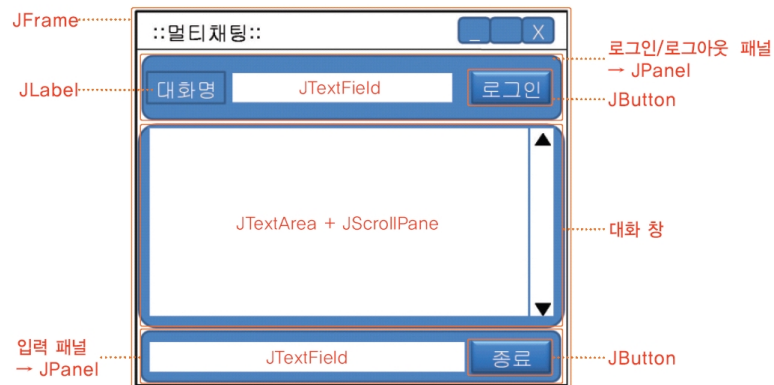 JFrame
::멀티채팅::
_ X
로그인/로그아웃 패널
→ JPanel
JLabel
대화명
JTextField
로그인
JButton
JTextArea + JScrollPane
대화 창
입력 패널
→ JPanel
JTextField
종료
JButton